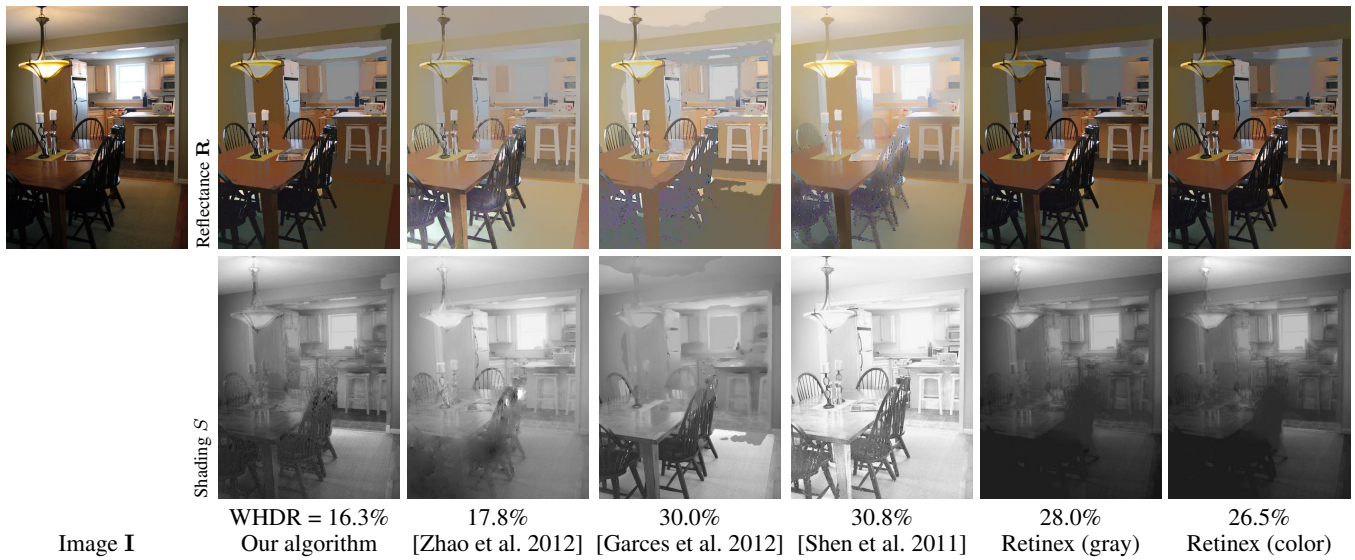 Reflectance R
Shading S
WHDR = 16.3% 17.8% 30.0% 30.8% 28.0% 26.5%
Image I Our algorithm [Zhao et al. 2012] [Garces et al. 2012] [Shen et al. 2011] Retinex (gray) Retinex (color)